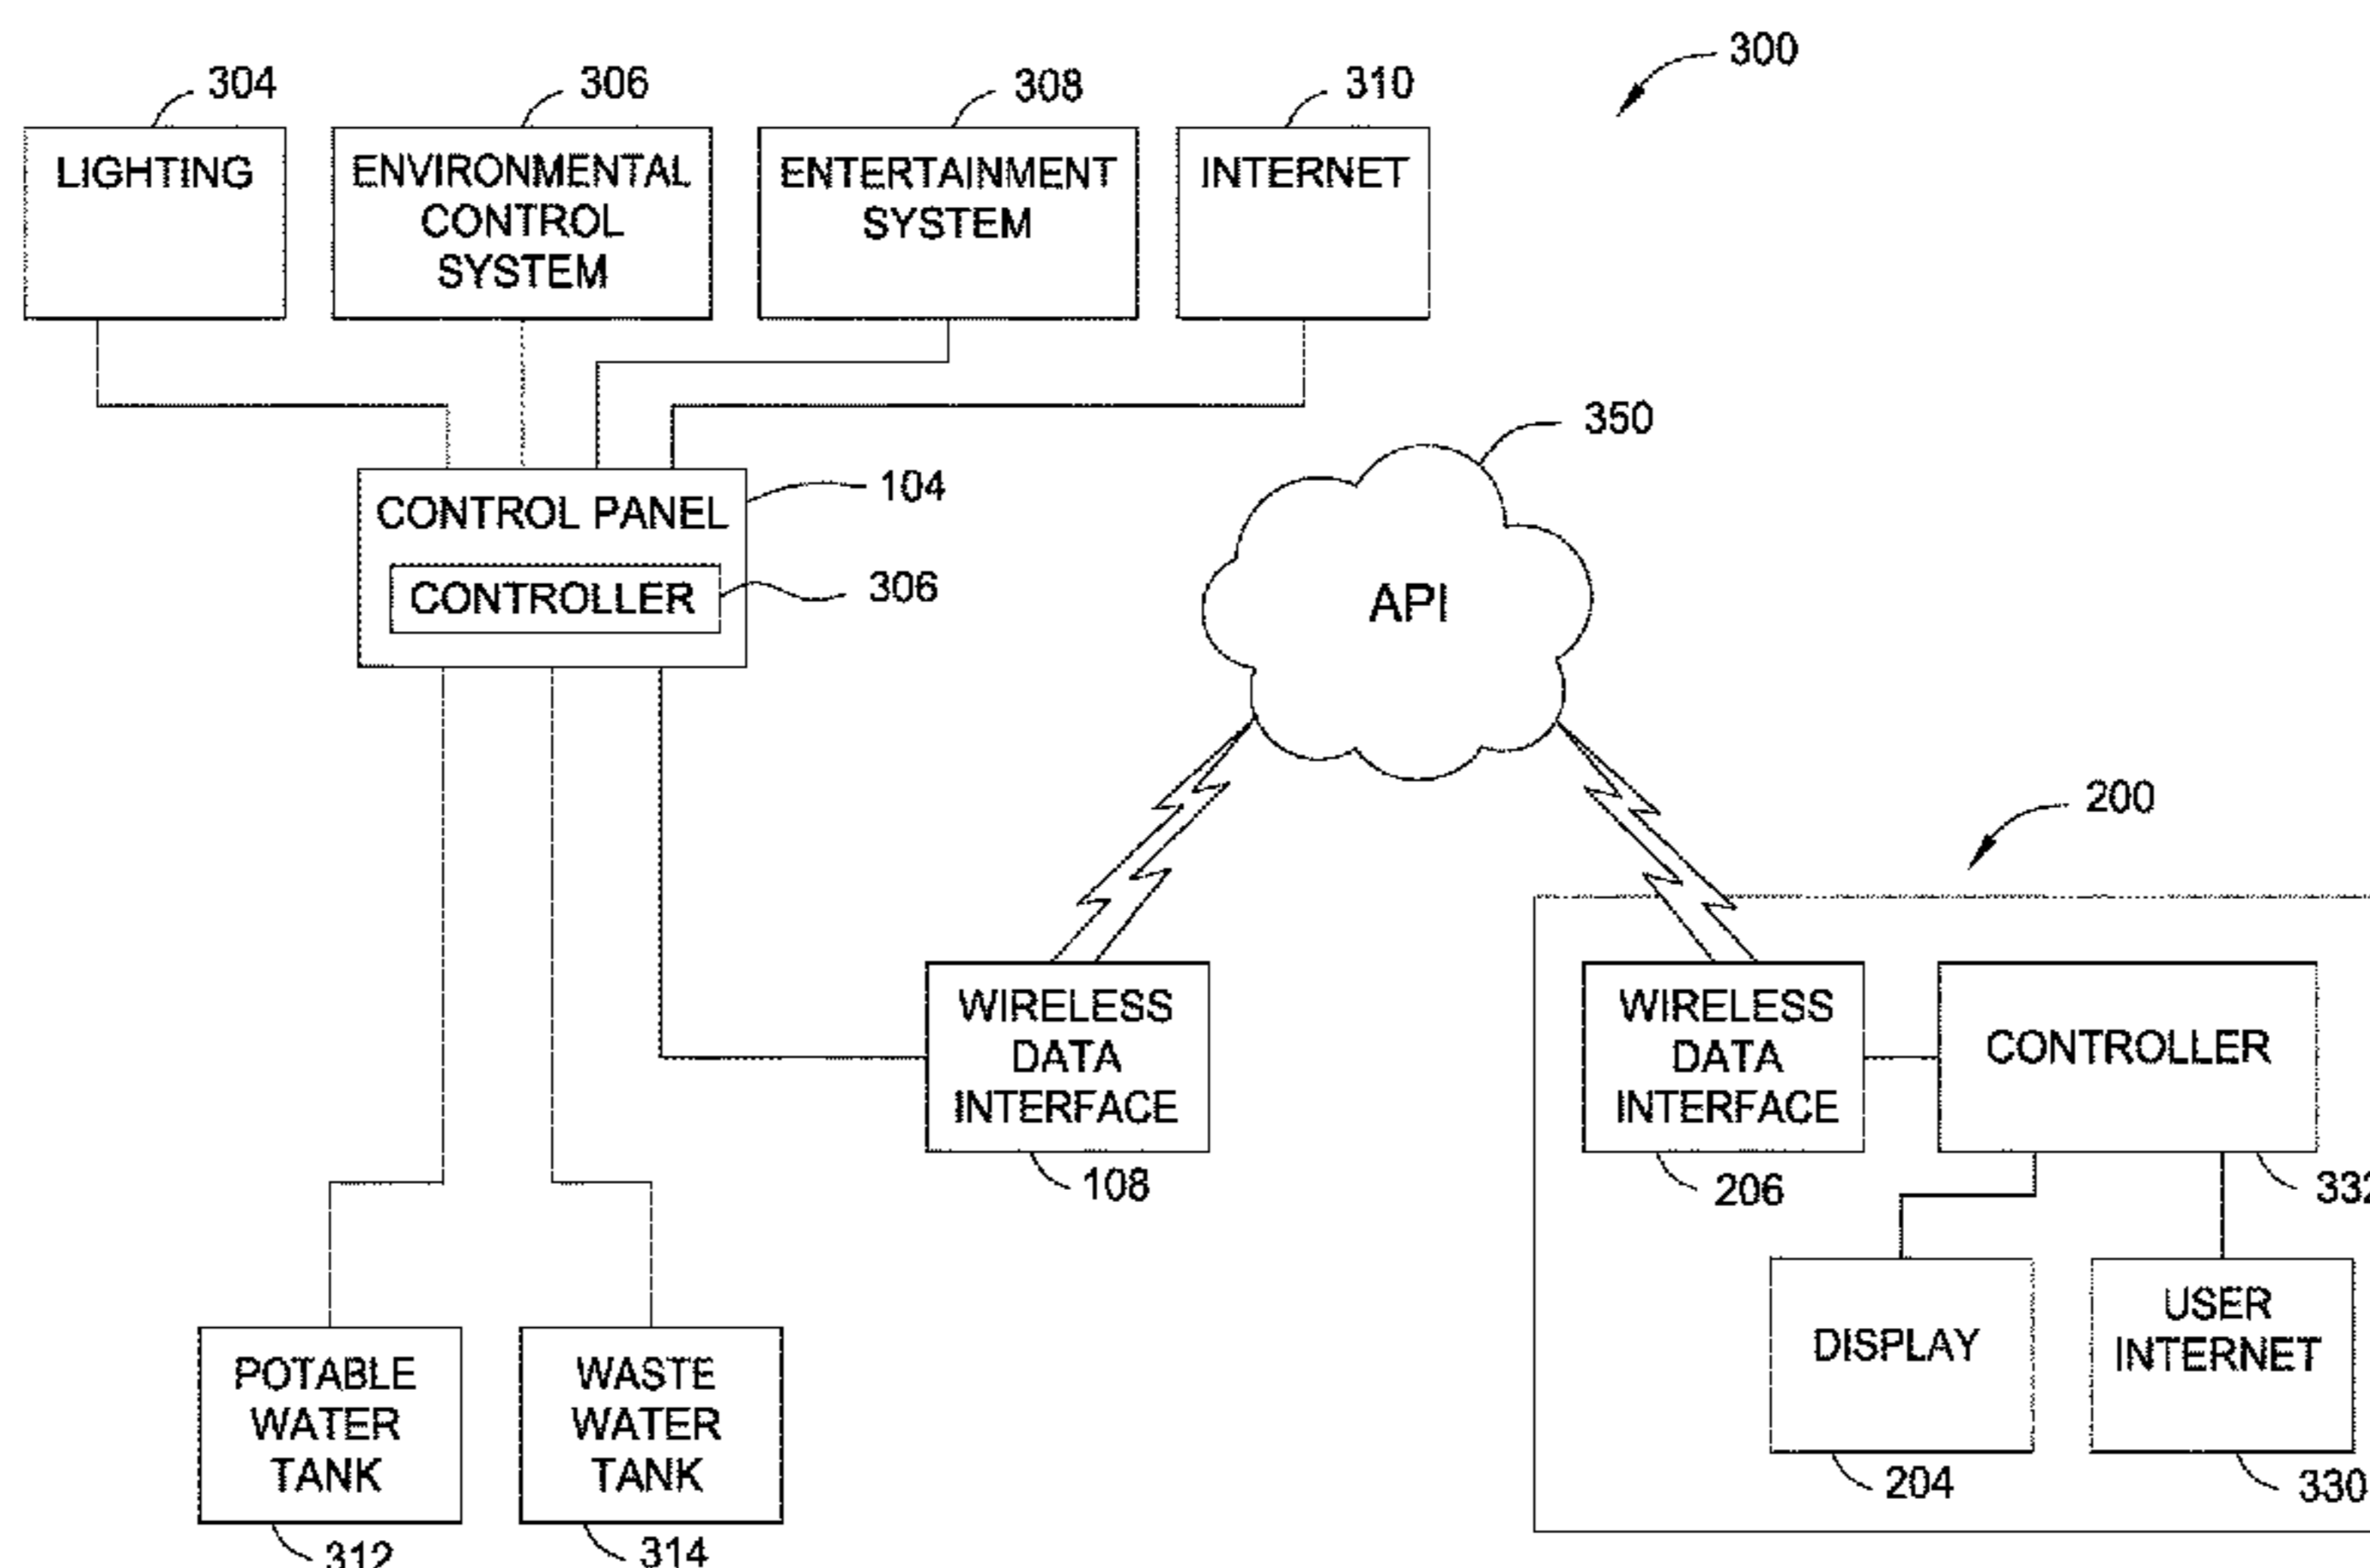 300
304
306
308
310
LIGHTING
ENVIRONMENTAL
CONTROL
SYSTEM
ENTERTAINMENT
SYSTEM
INTERNET
350
104
CONTROL PANEL
CONTROLLER
306
API
200
WIRELESS
DATA
INTERFACE
108
WIRELESS
DATA
INTERFACE
206
CONTROLLER
332
DISPLAY
204
USER
INTERNET
330
POTABLE
WATER
TANK
312
WASTE
WATER
TANK
314